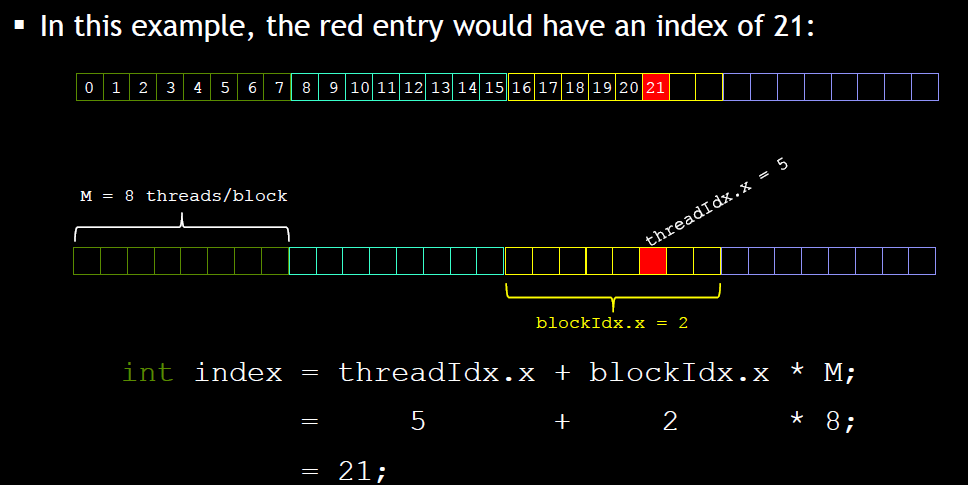 ▪ In this example, the red entry would have an index of 21:
0 1 2 3 4 5 6 7 8 9 10 11 12 13 14 15 16 17 18 19 20 21
threadIdx.x = 5
M = 8 threads/block
blockIdx.x = 2
int index = threadIdx.x + blockIdx.x * M;
= 5 + 2 * 8;
= 21;